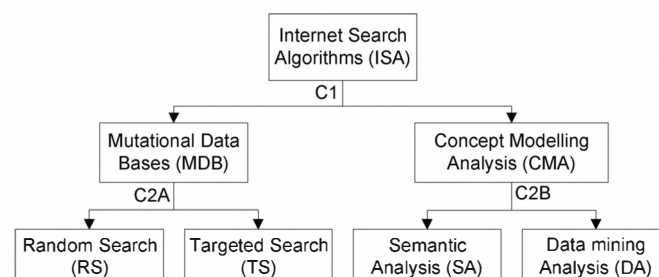 Internet Search
Algorithms (ISA)
C1
Mutational Data
Bases (MDB)
Concept Modelling
Analysis (CMA)
C2A
C2B
Random Search
(RS)
Targeted Search
(TS)
Semantic
Analysis (SA)
Data mining
Analysis (DA)